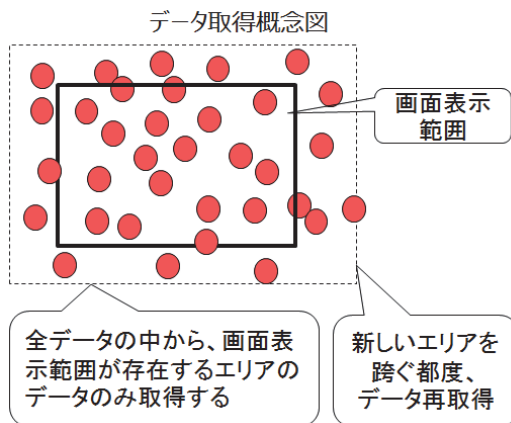 データ取得概念図
画面表示
範囲
全データの中から、画面表
示範囲が存在するエリアの
データのみ取得する
新しいエリアを
跨ぐ都度、
データ再取得